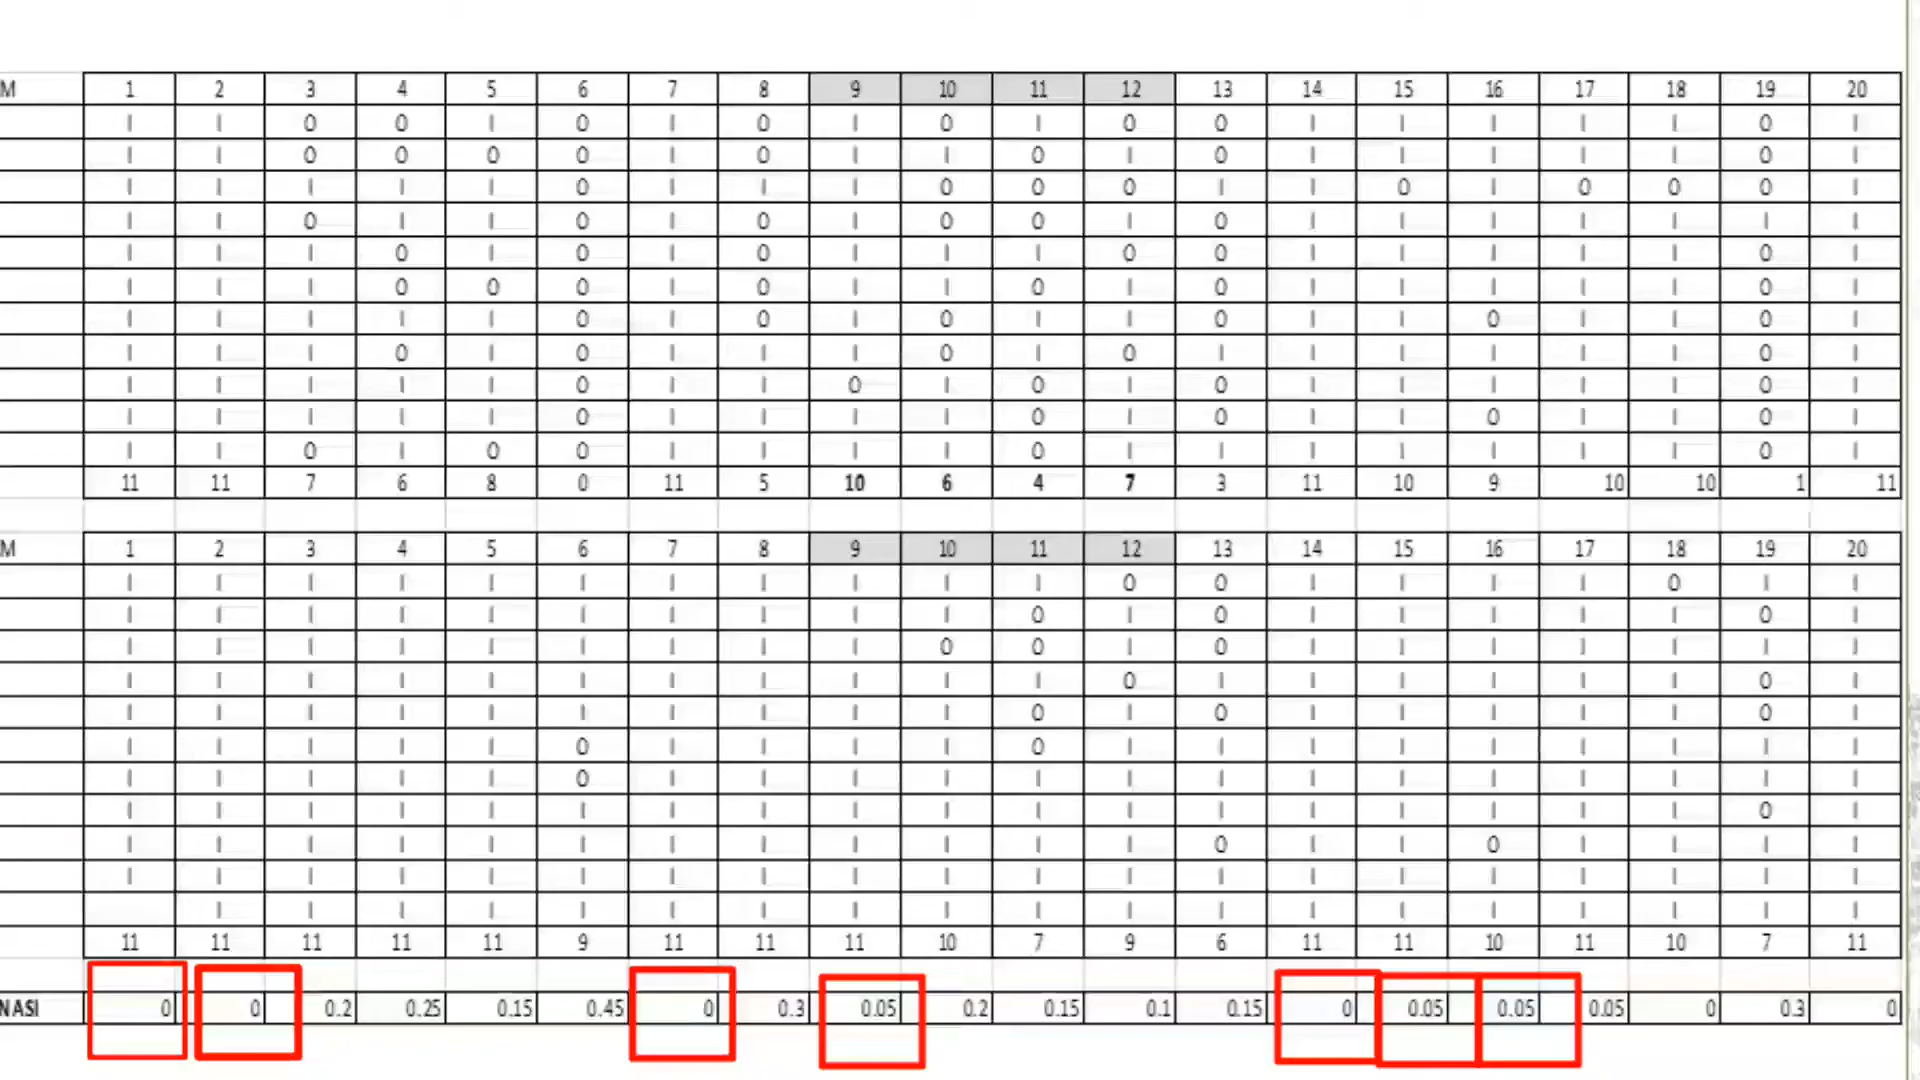 M 1 2 3 4 5 6 7 8 9 10 11 12 13 14 15 16 17 18 19 20
I I 0 0 I 0 I 0 I 0 I 0 0 I I I I I 0 I
I I 0 0 0 0 I 0 I I 0 I 0 I I I I I 0 I
I I I I I 0 I I I 0 0 0 I I 0 I 0 0 0 I
I I 0 I I 0 I 0 I 0 0 I 0 I I I I I I I
I I I 0 I 0 I 0 I I I 0 0 I I I I I 0 I
I I I 0 0 0 I 0 I I 0 I 0 I I I I I 0 I
I I I I I 0 I 0 I 0 I I 0 I I 0 I I 0 I
I I I 0 I 0 I I I 0 I 0 I I I I I I 0 I
I I I I I 0 I I 0 I 0 I 0 I I I I I 0 I
I I I I I 0 I I I I 0 I 0 I I 0 I I 0 I
I I 0 I 0 0 I I I I 0 I I I I I I I 0 I
11 11 7 6 8 0 11 5 10 6 4 7 3 11 10 9 10 10 1 11
M 1 2 3 4 5 6 7 8 9 10 11 12 13 14 15 16 17 18 19 20
I I I I I I I I I I I 0 0 I I I I 0 I I
I I I I I I I I I I 0 I 0 I I I I I 0 I
I I I I I I I I I 0 0 I 0 I I I I I I I
I I I I I I I I I I I 0 I I I I I I 0 I
I I I I I I I I I I 0 I 0 I I I I I 0 I
I I I I I 0 I I I I 0 I I I I I I I I I
I I I I I 0 I I I I I I I I I I I I I I
I I I I I I I I I I I I I I I I I I 0 I
I I I I I I I I I I I I 0 I I 0 I I I I
I I I I I I I I I I I I I I I I I I I I
I I I I I I I I I I I I I I I I I I I
11 11 11 11 11 9 11 11 11 10 7 9 6 11 11 10 11 10 7 11
NASI 0 0 0.2 0.25 0.15 0.45 0 0.3 0.05 0.2 0.15 0.1 0.15 0 0.05 0.05 0.05 0 0.3 0